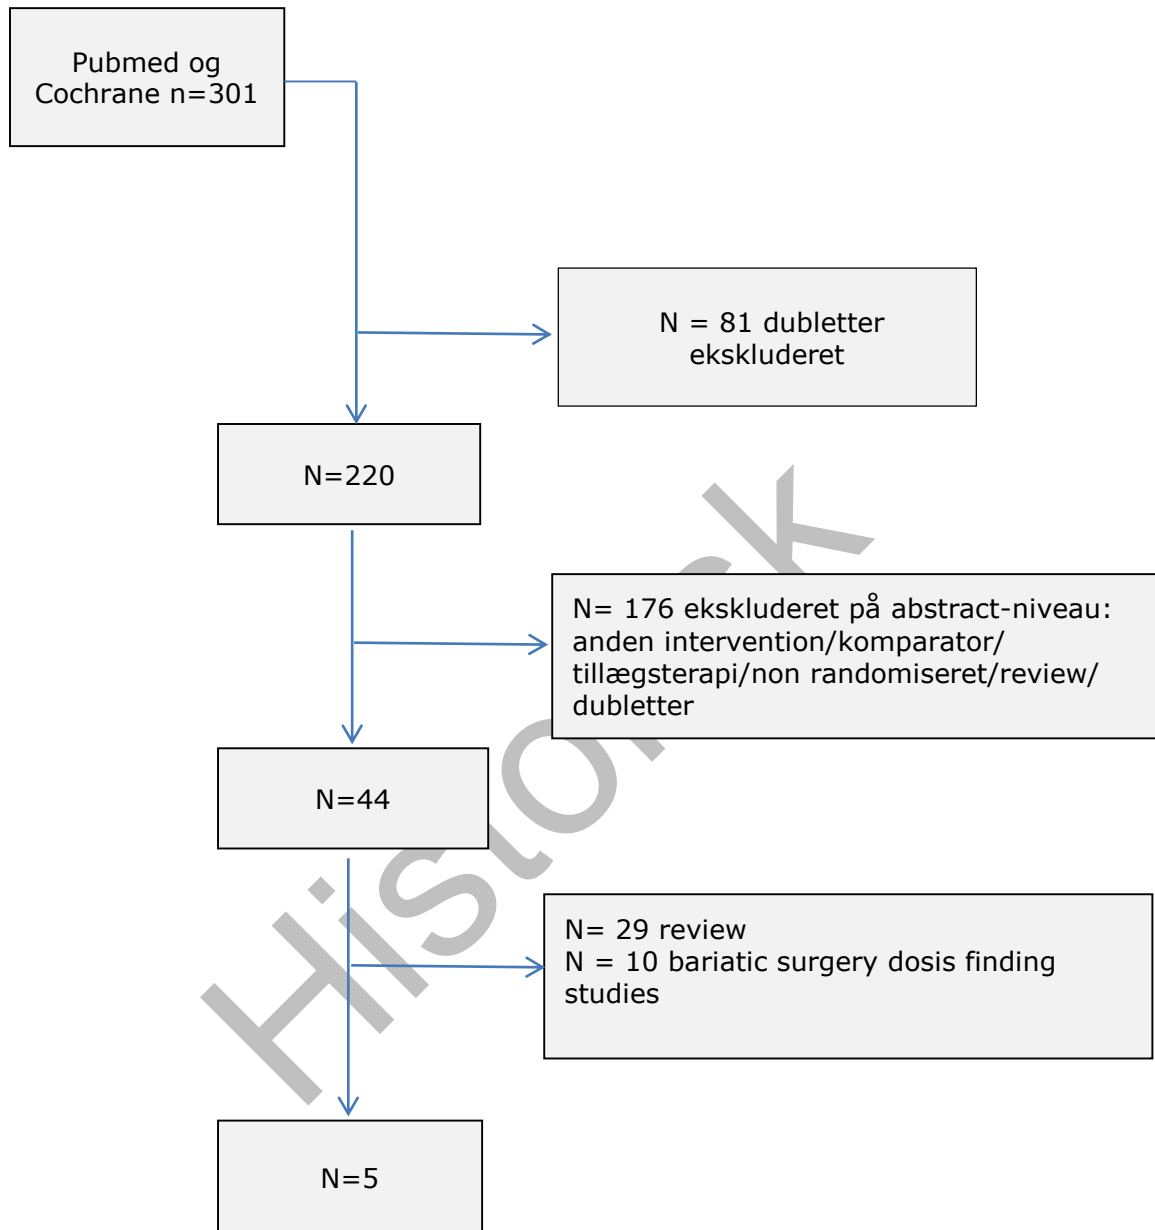 Pubmed og
Cochrane n=301
N = 81 dubletter
ekskluderet
N=220
N= 176 ekskluderet på abstract-niveau:
anden intervention/komparator/
tillægsterapi/non randomiseret/review/
dubletter
N=44
N= 29 review
N = 10 bariatic surgery dosis finding
studies
N=5
Historisk